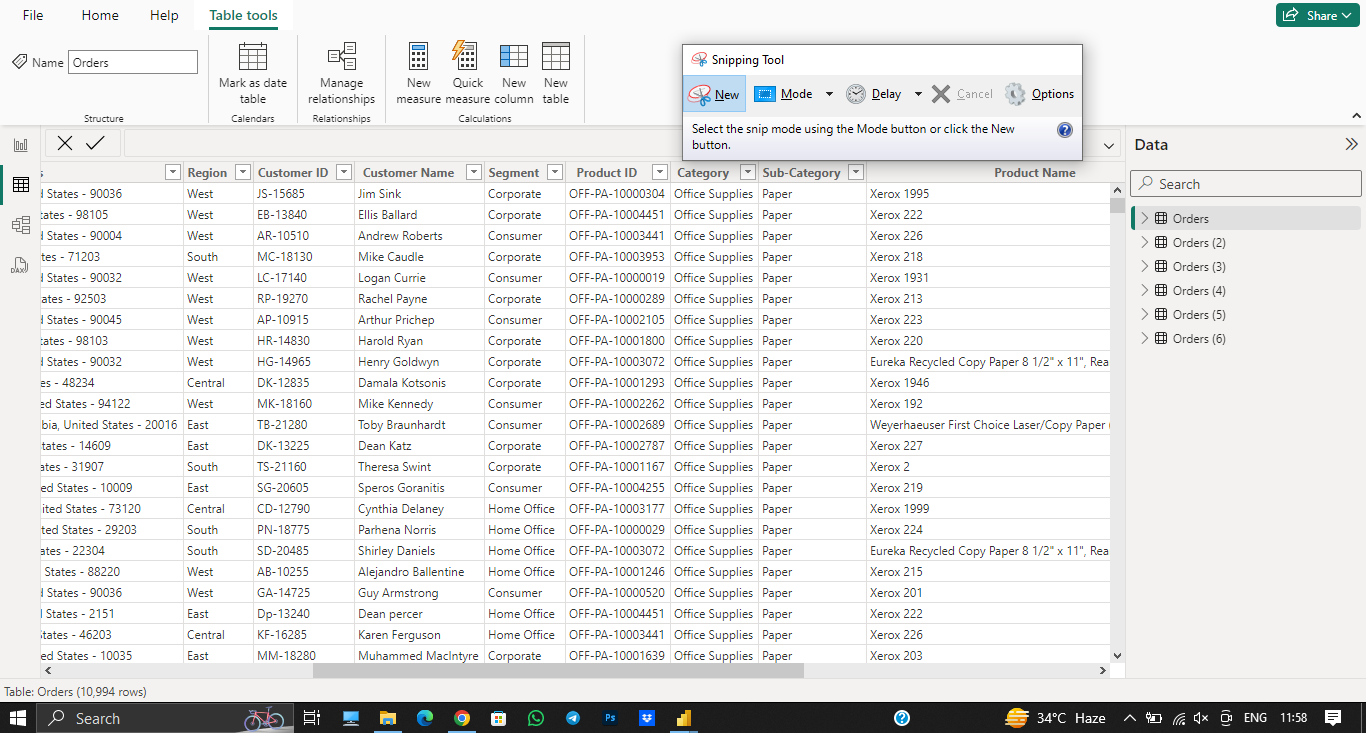 File Home Help Table tools Share
Name Orders
Mark as date table
Manage relationships
New measure
Quick measure
New column
New table
Structure Calendars Relationships Calculations
Snipping Tool
New Mode Delay Cancel Options
Select the snip mode using the Mode button or click the New
button.
Data
Search
Orders
Orders (2)
Orders (3)
Orders (4)
Orders (5)
Orders (6)
DAX
Region Customer ID Customer Name Segment Product ID Category Sub-Category Product Name
States - 90036 West JS-15685 Jim Sink Corporate OFF-PA-10000304 Office Supplies Paper Xerox 1995
tates - 98105 West EB-13840 Ellis Ballard Corporate OFF-PA-10004451 Office Supplies Paper Xerox 222
States - 90004 West AR-10510 Andrew Roberts Consumer OFF-PA-10003441 Office Supplies Paper Xerox 226
tes - 71203 South MC-18130 Mike Caudle Corporate OFF-PA-10003953 Office Supplies Paper Xerox 218
States - 90032 West LC-17140 Logan Currie Consumer OFF-PA-10000019 Office Supplies Paper Xerox 1931
ates - 92503 West RP-19270 Rachel Payne Corporate OFF-PA-10000289 Office Supplies Paper Xerox 213
States - 90045 West AP-10915 Arthur Prichep Consumer OFF-PA-10002105 Office Supplies Paper Xerox 223
tates - 98103 West HR-14830 Harold Ryan Corporate OFF-PA-10001800 Office Supplies Paper Xerox 220
States - 90032 West HG-14965 Henry Goldwyn Corporate OFF-PA-10003072 Office Supplies Paper Eureka Recycled Copy Paper 8 1/2" x 11", Rea
es - 48234 Central DK-12835 Damala Kotsonis Corporate OFF-PA-10001293 Office Supplies Paper Xerox 1946
ed States - 94122 West MK-18160 Mike Kennedy Consumer OFF-PA-10002262 Office Supplies Paper Xerox 192
bia, United States - 20016 East TB-21280 Toby Braunhardt Consumer OFF-PA-10002689 Office Supplies Paper Weyerhaeuser First Choice Laser/Copy Paper
tates - 14609 East DK-13225 Dean Katz Corporate OFF-PA-10002787 Office Supplies Paper Xerox 227
ates - 31907 South TS-21160 Theresa Swint Corporate OFF-PA-10001167 Office Supplies Paper Xerox 2
ed States - 10009 East SG-20605 Speros Goranitis Consumer OFF-PA-10004255 Office Supplies Paper Xerox 219
ited States - 73120 Central CD-12790 Cynthia Delaney Home Office OFF-PA-10003177 Office Supplies Paper Xerox 1999
ted States - 29203 South PN-18775 Parhena Norris Home Office OFF-PA-10000029 Office Supplies Paper Xerox 224
ates - 22304 South SD-20485 Shirley Daniels Home Office OFF-PA-10003072 Office Supplies Paper Eureka Recycled Copy Paper 8 1/2" x 11", Rea
States - 88220 West AB-10255 Alejandro Ballentine Home Office OFF-PA-10001246 Office Supplies Paper Xerox 215
States - 90036 West GA-14725 Guy Armstrong Consumer OFF-PA-10000520 Office Supplies Paper Xerox 201
States - 2151 East Dp-13240 Dean percer Home Office OFF-PA-10004451 Office Supplies Paper Xerox 222
States - 46203 Central KF-16285 Karen Ferguson Home Office OFF-PA-10003441 Office Supplies Paper Xerox 226
ed States - 10035 East MM-18280 Muhammed MacIntyre Corporate OFF-PA-10001639 Office Supplies Paper Xerox 203
Table: Orders (10,994 rows)
Search Ps 34°C Haze ENG 11:58